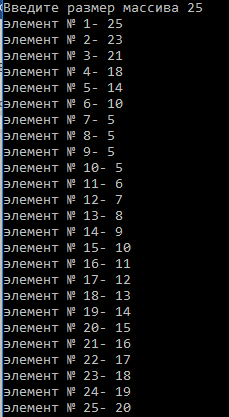 Введите размер массива 25
элемент № 1- 25
элемент № 2- 23
элемент № 3- 21
элемент № 4- 18
элемент № 5- 14
элемент № 6- 10
элемент № 7- 5
элемент № 8- 5
элемент № 9- 5
элемент № 10- 5
элемент № 11- 6
элемент № 12- 7
элемент № 13- 8
элемент № 14- 9
элемент № 15- 10
элемент № 16- 11
элемент № 17- 12
элемент № 18- 13
элемент № 19- 14
элемент № 20- 15
элемент № 21- 16
элемент № 22- 17
элемент № 23- 18
элемент № 24- 19
элемент № 25- 20